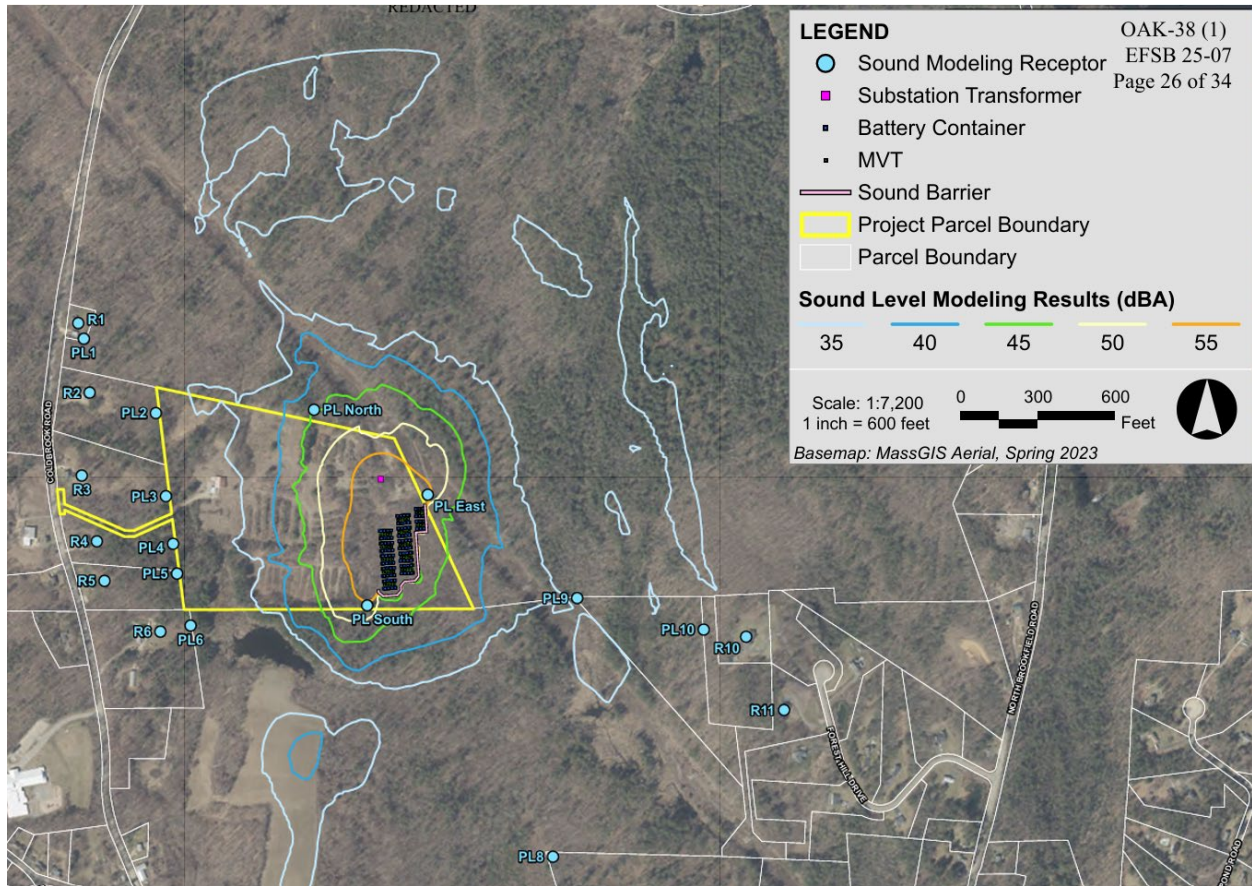 REDACTED
OAK-38 (1)
EFSB 25-07
Page 26 of 34
LEGEND
Sound Modeling Receptor
Substation Transformer
Battery Container
MVT
Sound Barrier
Project Parcel Boundary
Parcel Boundary
Sound Level Modeling Results (dBA)
35 40 45 50 55
Scale: 1:7,200
1 inch = 600 feet
0 300 600
Feet
Basemap: MassGIS Aerial, Spring 2023
R1
PL1
R2
PL2
PL North
COLDBROOK ROAD
R3
PL3
PL East
R4
PL4
R5
PL5
PL South
PL9
R6
PL6
PL10
R10
R11
NORTH BROOKFIELD ROAD
FOREST HILL DRIVE
PL8
POND ROAD